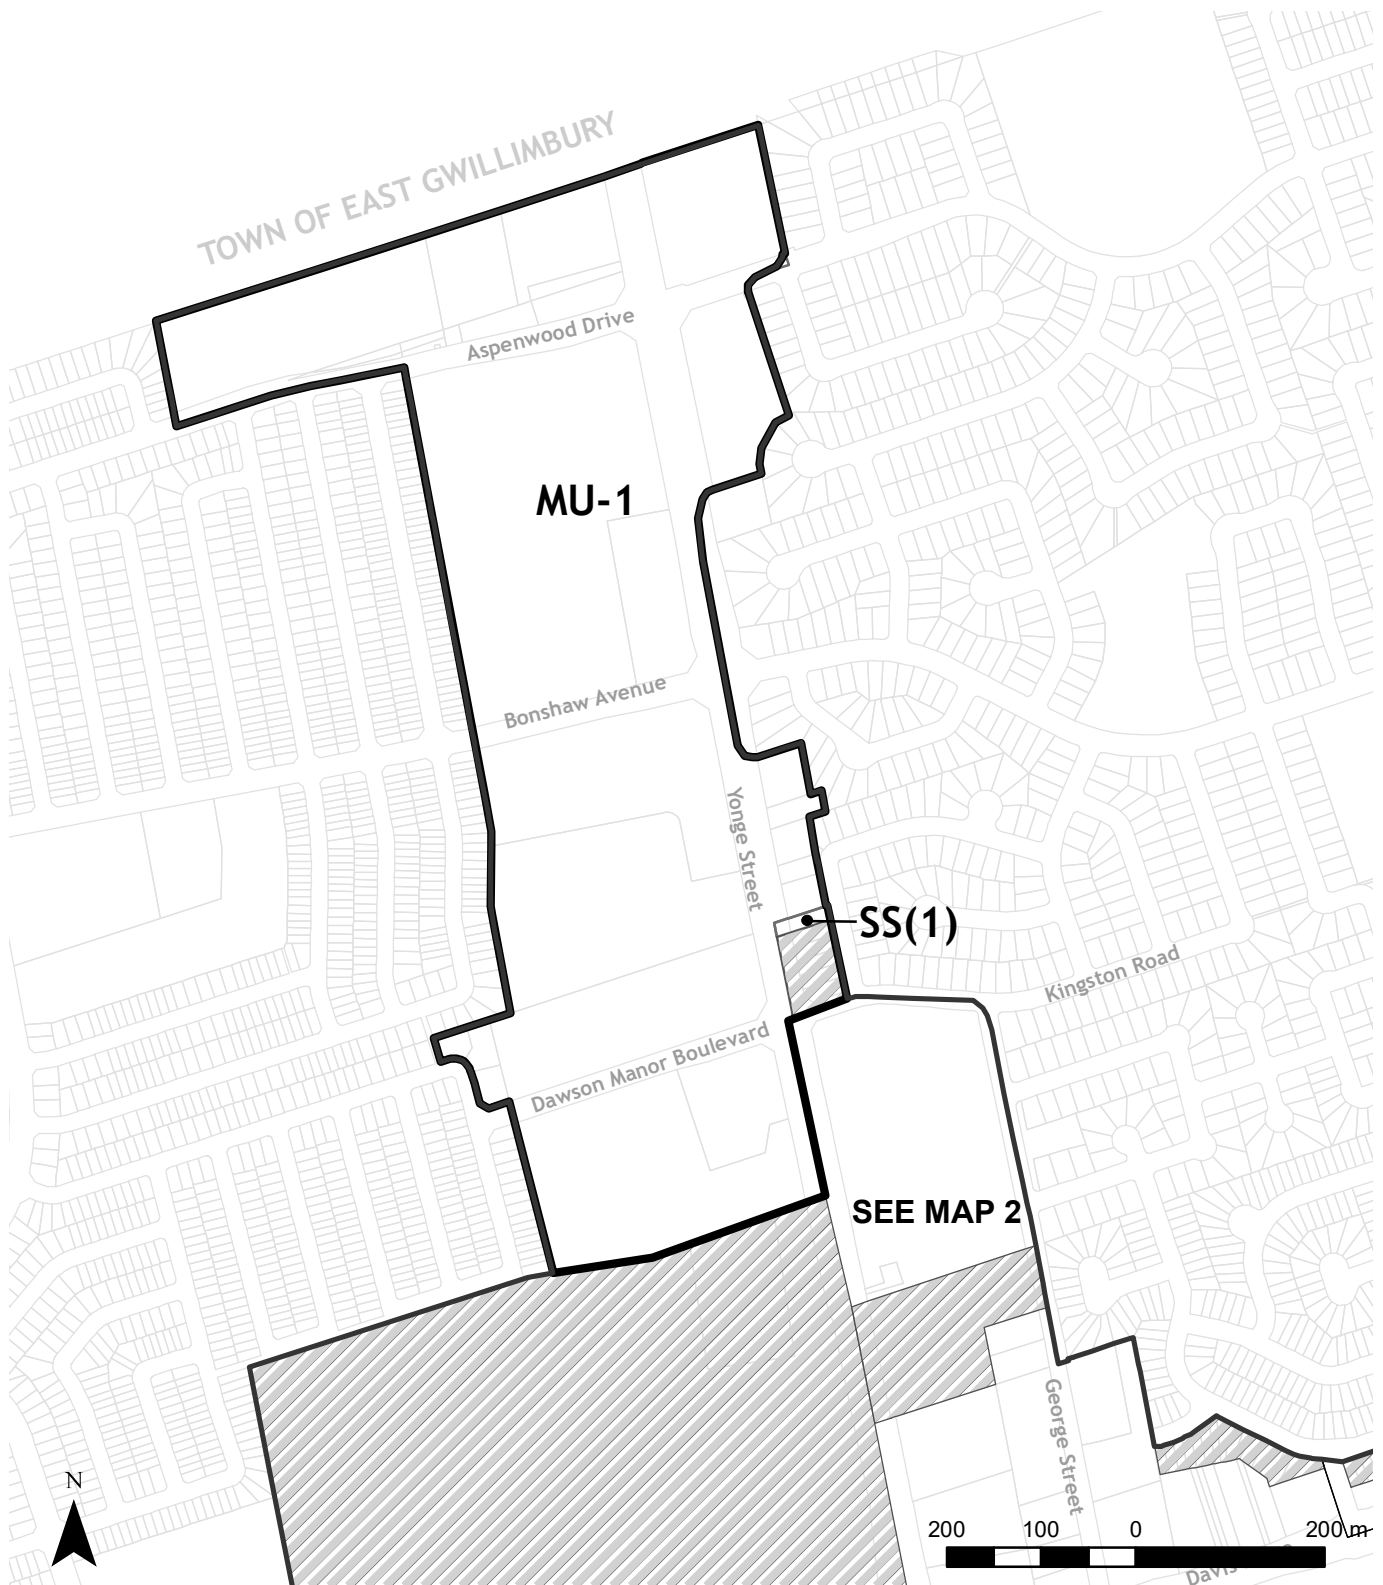 TOWN OF EAST GWILLIMBURY
Aspenwood Drive
MU-1
Bonshaw Avenue
Yonge Street
SS(1)
Kingston Road
Dawson Manor Boulevard
SEE MAP 2
George Street
N
200 100 0 200 m